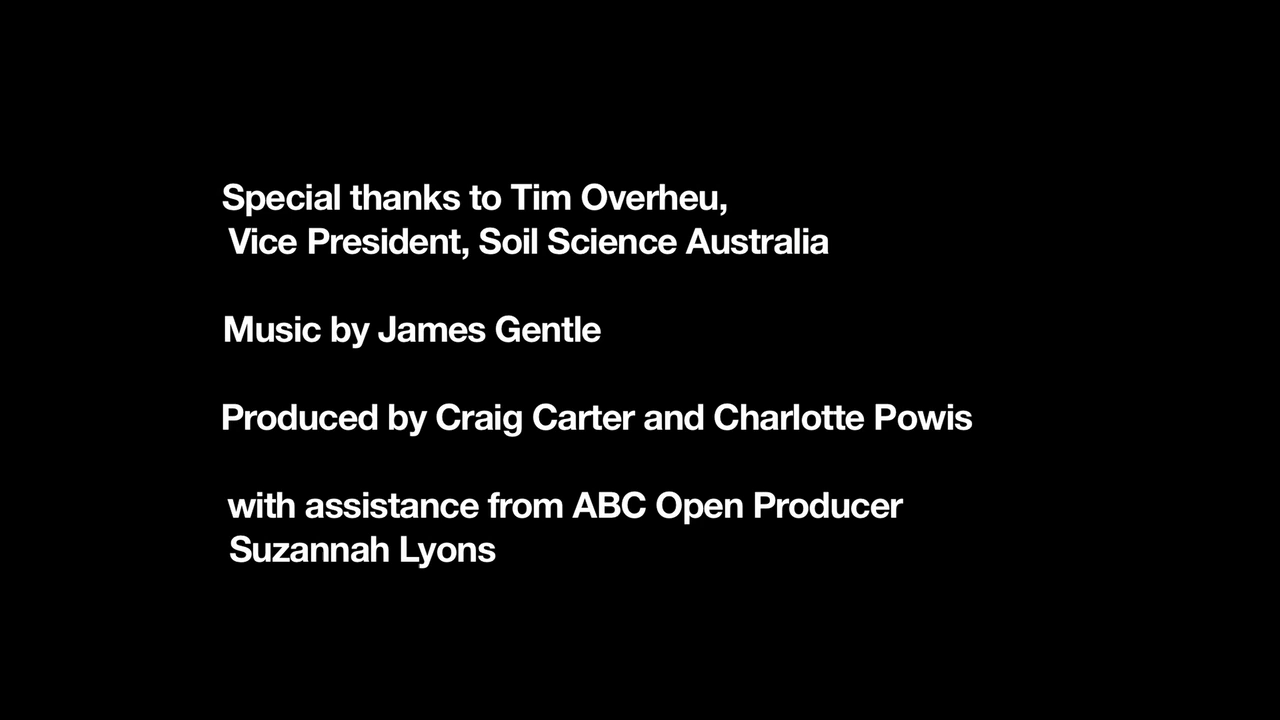 Special thanks to Tim Overheu,
Vice President, Soil Science Australia
Music by James Gentle
Produced by Craig Carter and Charlotte Powis
with assistance from ABC Open Producer
Suzannah Lyons